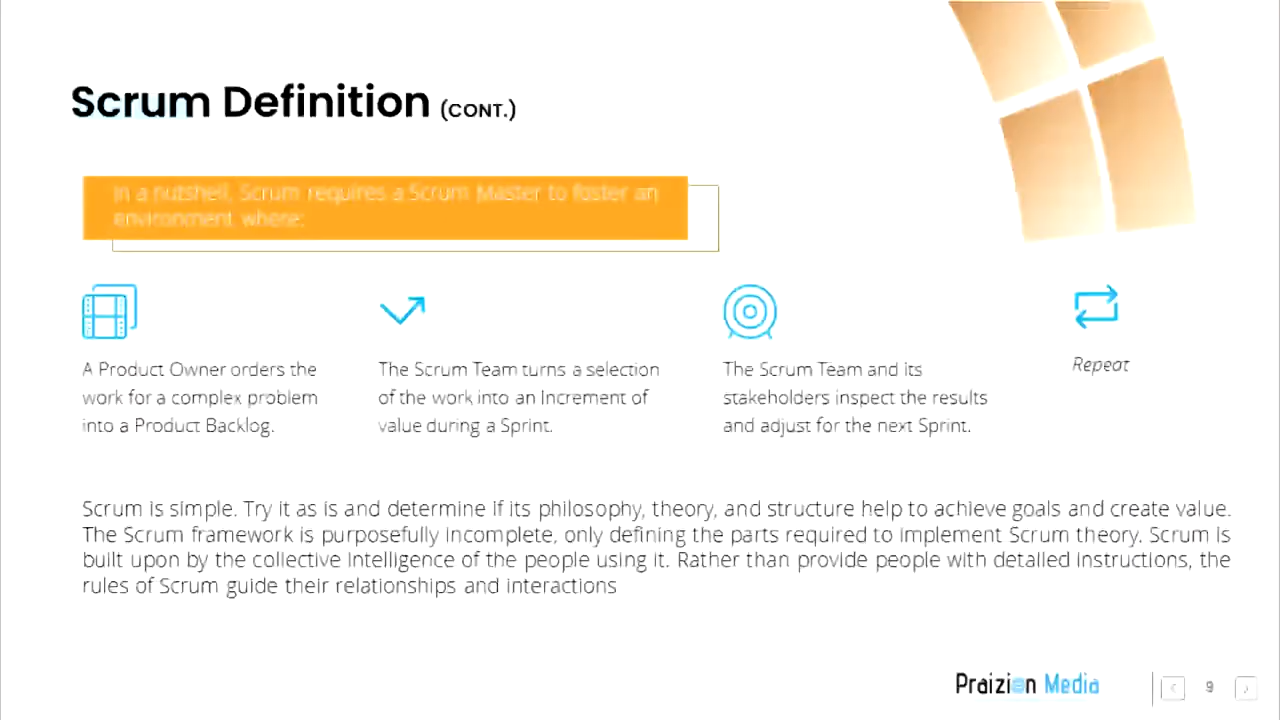 Scrum Definition (CONT.)
In a nutshell, Scrum requires a Scrum Master to foster an
environment where:
A Product Owner orders the
work for a complex problem
into a Product Backlog.
The Scrum Team turns a selection
of the work into an Increment of
value during a Sprint.
The Scrum Team and its
stakeholders inspect the results
and adjust for the next Sprint.
Repeat
Scrum is simple. Try it as is and determine if its philosophy, theory, and structure help to achieve goals and create value.
The Scrum framework is purposefully incomplete, only defining the parts required to implement Scrum theory. Scrum is
built upon by the collective intelligence of the people using it. Rather than provide people with detailed instructions, the
rules of Scrum guide their relationships and interactions
Praizion Media
9